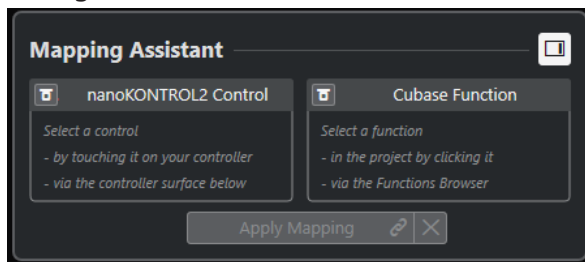 Mapping Assistant
nanoKONTROL2 Control
Cubase Function
Select a control
- by touching it on your controller
- via the controller surface below
Select a function
- in the project by clicking it
- via the Functions Browser
Apply Mapping